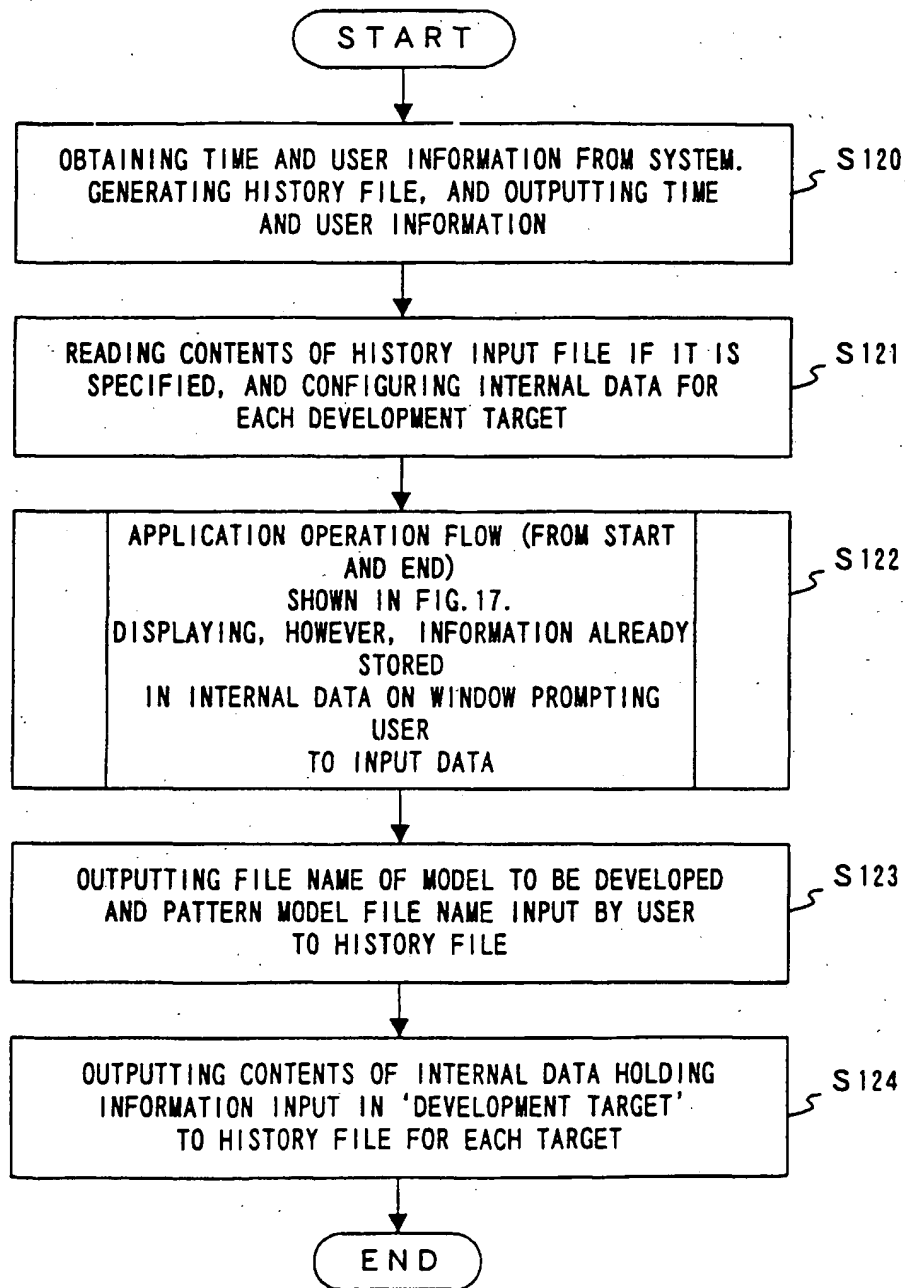 START
OBTAINING TIME AND USER INFORMATION FROM SYSTEM.
GENERATING HISTORY FILE, AND OUTPUTTING TIME
AND USER INFORMATION
S120
READING CONTENTS OF HISTORY INPUT FILE IF IT IS
SPECIFIED, AND CONFIGURING INTERNAL DATA FOR
EACH DEVELOPMENT TARGET
S121
APPLICATION OPERATION FLOW (FROM START
AND END)
SHOWN IN FIG. 17.
DISPLAYING, HOWEVER, INFORMATION ALREADY
STORED
IN INTERNAL DATA ON WINDOW PROMPTING
USER
TO INPUT DATA
S122
OUTPUTTING FILE NAME OF MODEL TO BE DEVELOPED
AND PATTERN MODEL FILE NAME INPUT BY USER
TO HISTORY FILE
S123
OUTPUTTING CONTENTS OF INTERNAL DATA HOLDING
INFORMATION INPUT IN 'DEVELOPMENT TARGET'
TO HISTORY FILE FOR EACH TARGET
S124
END